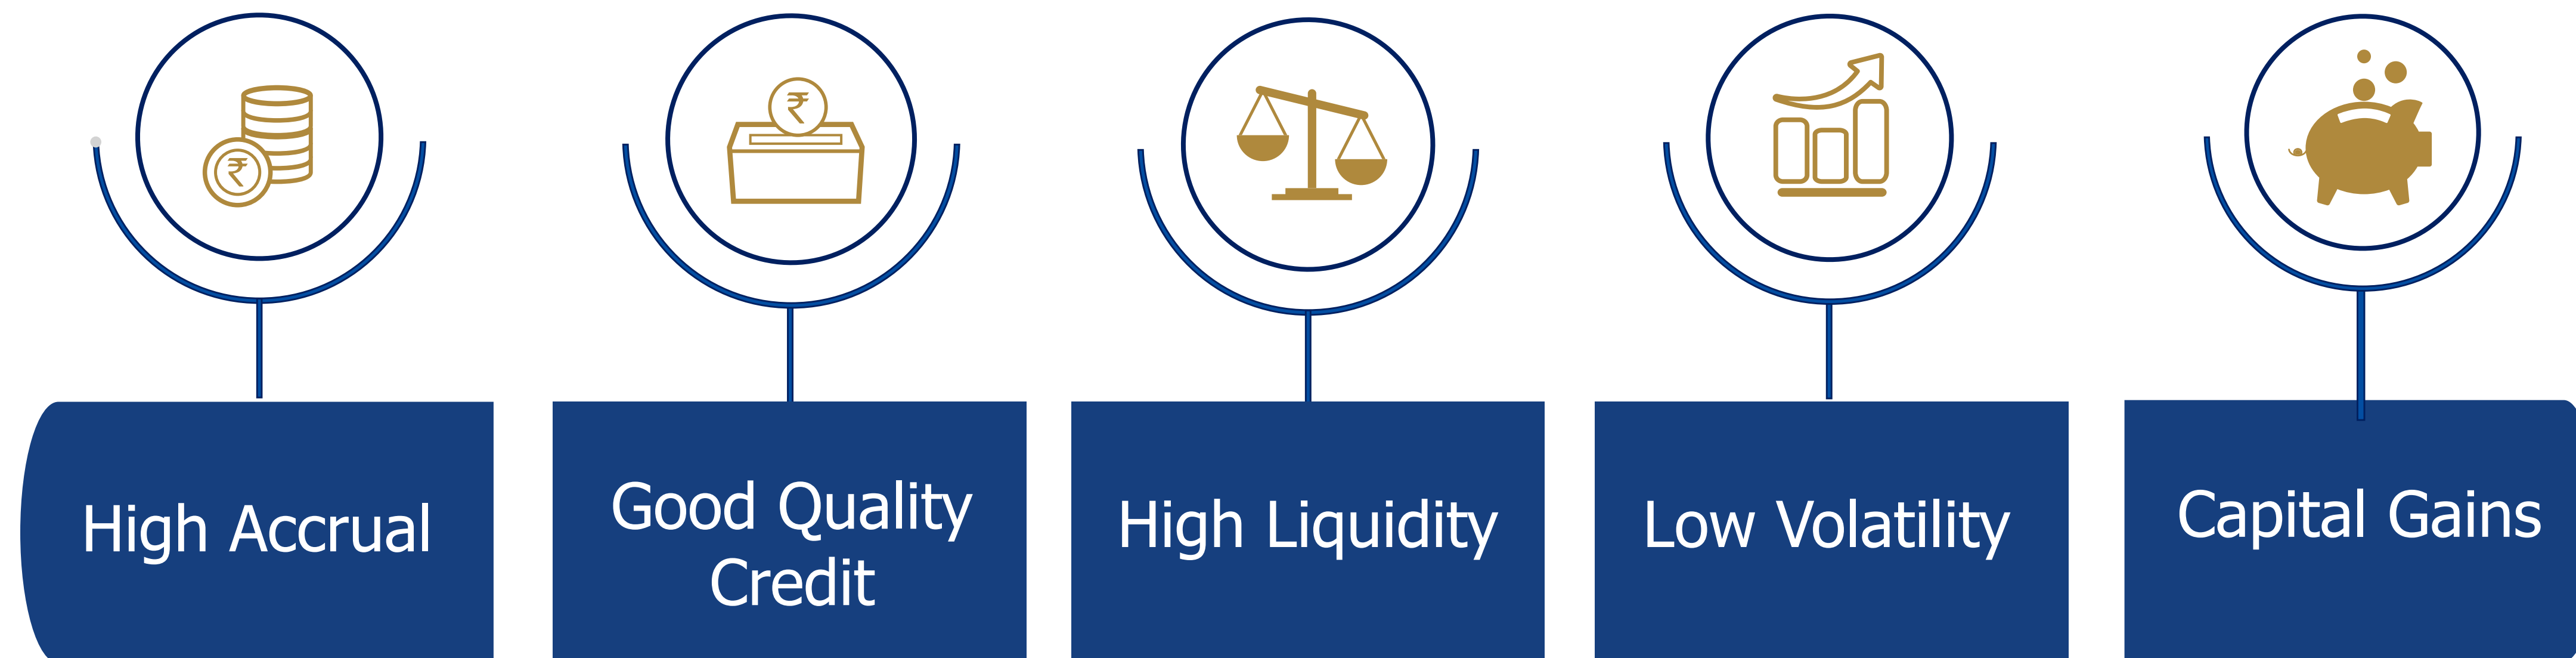 ₹
₹
High Accrual
Good Quality
Credit
High Liquidity
Low Volatility
Capital Gains